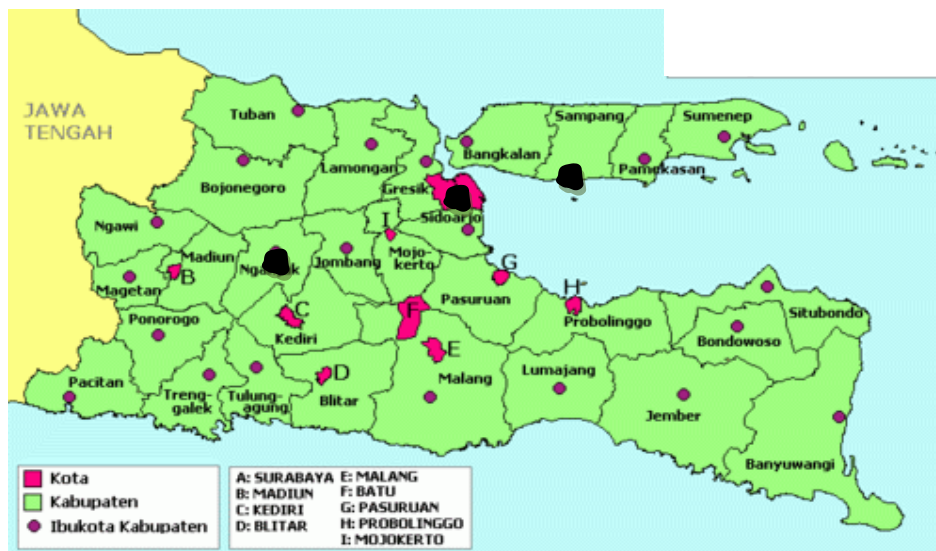 JAWA
TENGAH
Tuban
Lamongan
Bojonegoro
Gresik
Bangkalan
Sampang
Pamekasan
Sumenep
Ngawi
Madiun
Jombang
I
Mojo-
kerto
Sidoarjo
Magetan
B
Ponorogo
C
Kediri
F
Pasuruan
G
H
Probolinggo
Situbondo
Bondowoso
E
Malang
Lumajang
Jember
Banyuwangi
Pacitan
Treng-
galek
Tulung-
agung
D
Blitar
Kota
Kabupaten
Ibukota Kabupaten
A: SURABAYA
B: MADIUN
C: KEDIRI
D: BLITAR
E: MALANG
F: BATU
G: PASURUAN
H: PROBOLINGGO
I: MOJOKERTO